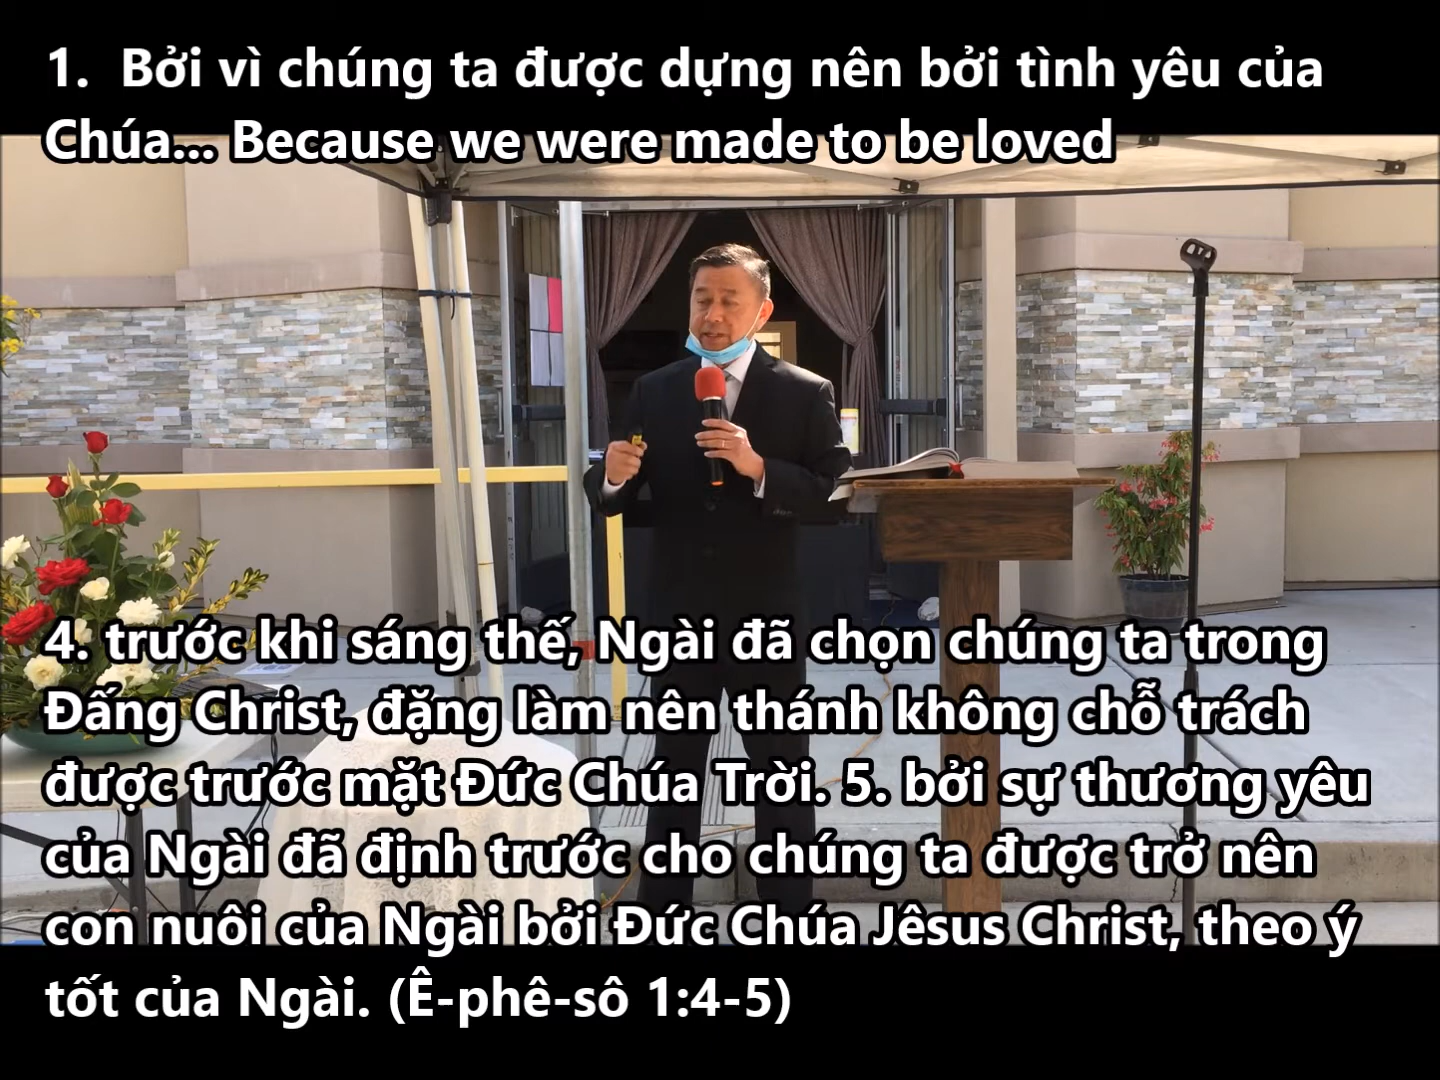 1.  Bởi vì chúng ta được dựng nên bởi tình yêu của
Chúa... Because we were made to be loved
4. trước khi sáng thế, Ngài đã chọn chúng ta trong
Đấng Christ, đặng làm nên thánh không chỗ trách
được trước mặt Đức Chúa Trời. 5. bởi sự thương yêu
của Ngài đã định trước cho chúng ta được trở nên
con nuôi của Ngài bởi Đức Chúa Jêsus Christ, theo ý
tốt của Ngài. (Ê-phê-sô 1:4-5)